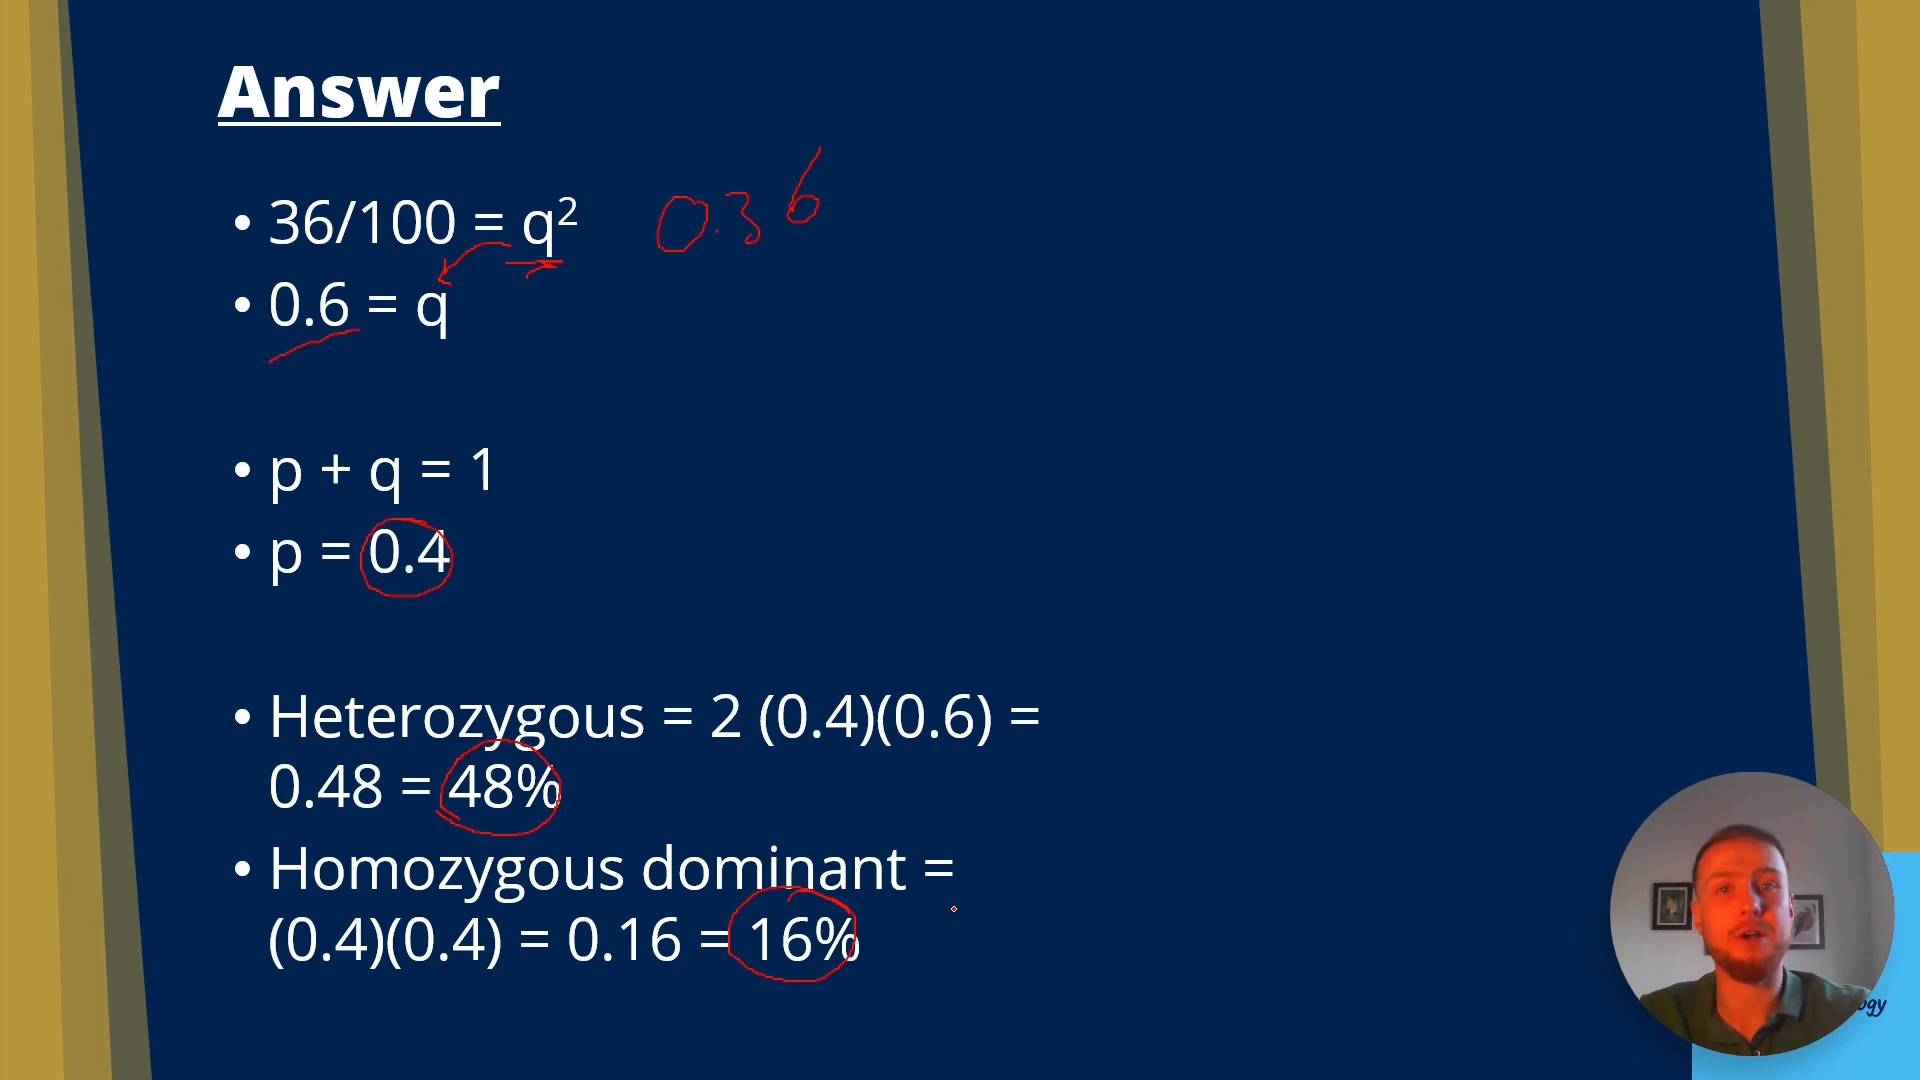 Answer
• 36/100 = q² 0.36
• 0.6 = q
• p + q = 1
• p = 0.4
• Heterozygous = 2 (0.4)(0.6) =
0.48 = 48%
• Homozygous dominant =
(0.4)(0.4) = 0.16 = 16%